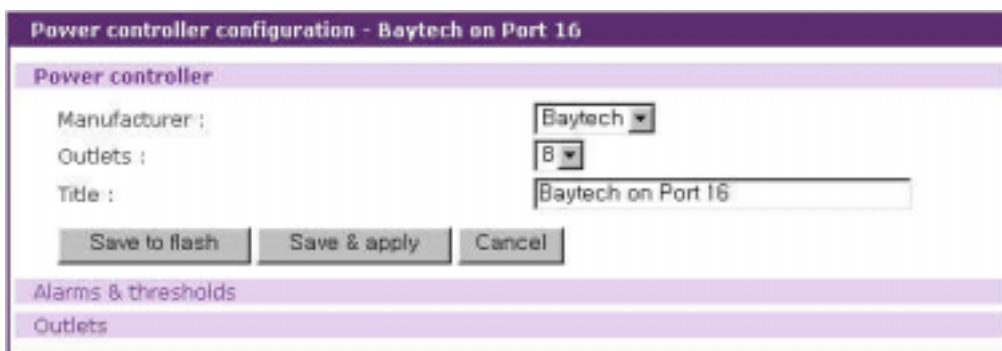 Power controller configuration - Baytech on Port 16
Power controller
Manufacturer : Baytech
Outlets : 8
Title : Baytech on Port 16
Save to flash Save & apply Cancel
Alarms & thresholds
Outlets